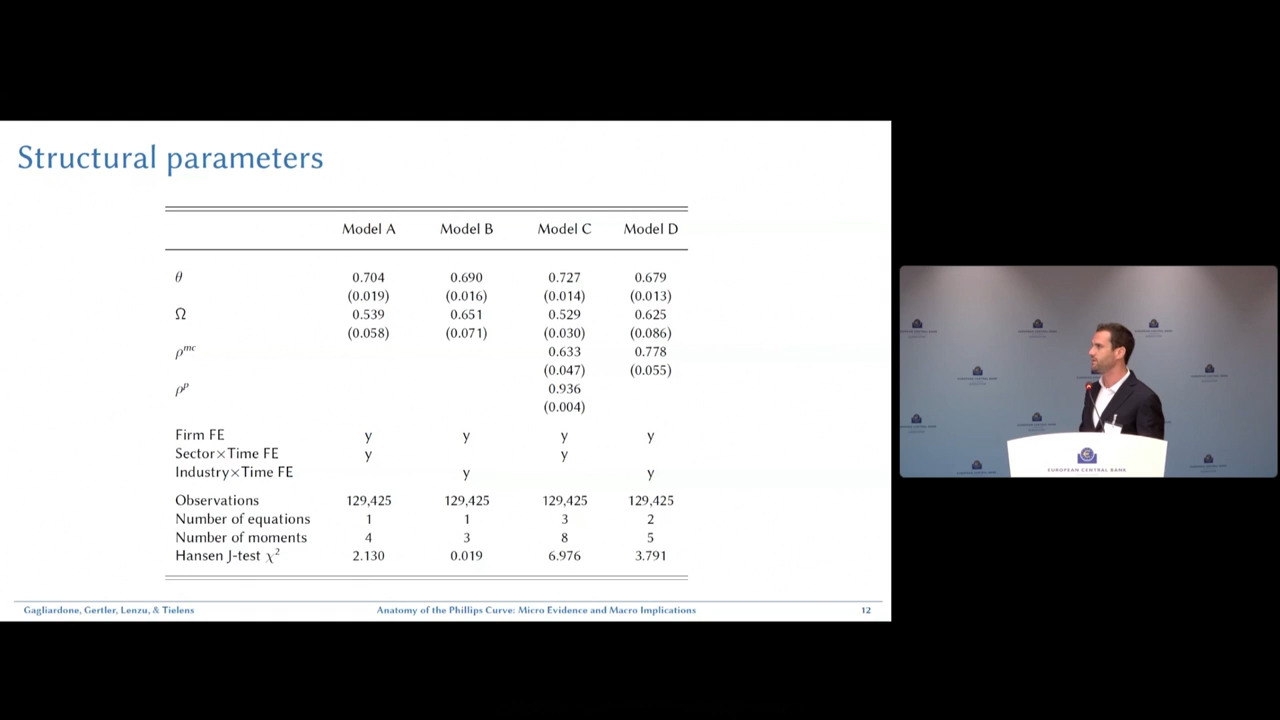 Structural parameters
Model A Model B Model C Model D
θ 0.704 0.690 0.727 0.679
(0.019) (0.016) (0.014) (0.013)
Ω 0.539 0.651 0.529 0.625
(0.058) (0.071) (0.030) (0.086)
ρ^mc 0.633 0.778
(0.047) (0.055)
ρ^p 0.936
(0.004)
Firm FE y y y y
Sector×Time FE y y
Industry×Time FE y y
Observations 129,425 129,425 129,425 129,425
Number of equations 1 1 3 2
Number of moments 4 3 8 5
Hansen J-test χ² 2.130 0.019 6.976 3.791
Gagliardone, Gertler, Lenzu, & Tielens Anatomy of the Phillips Curve: Micro Evidence and Macro Implications 12
EUROPEAN CENTRAL BANK